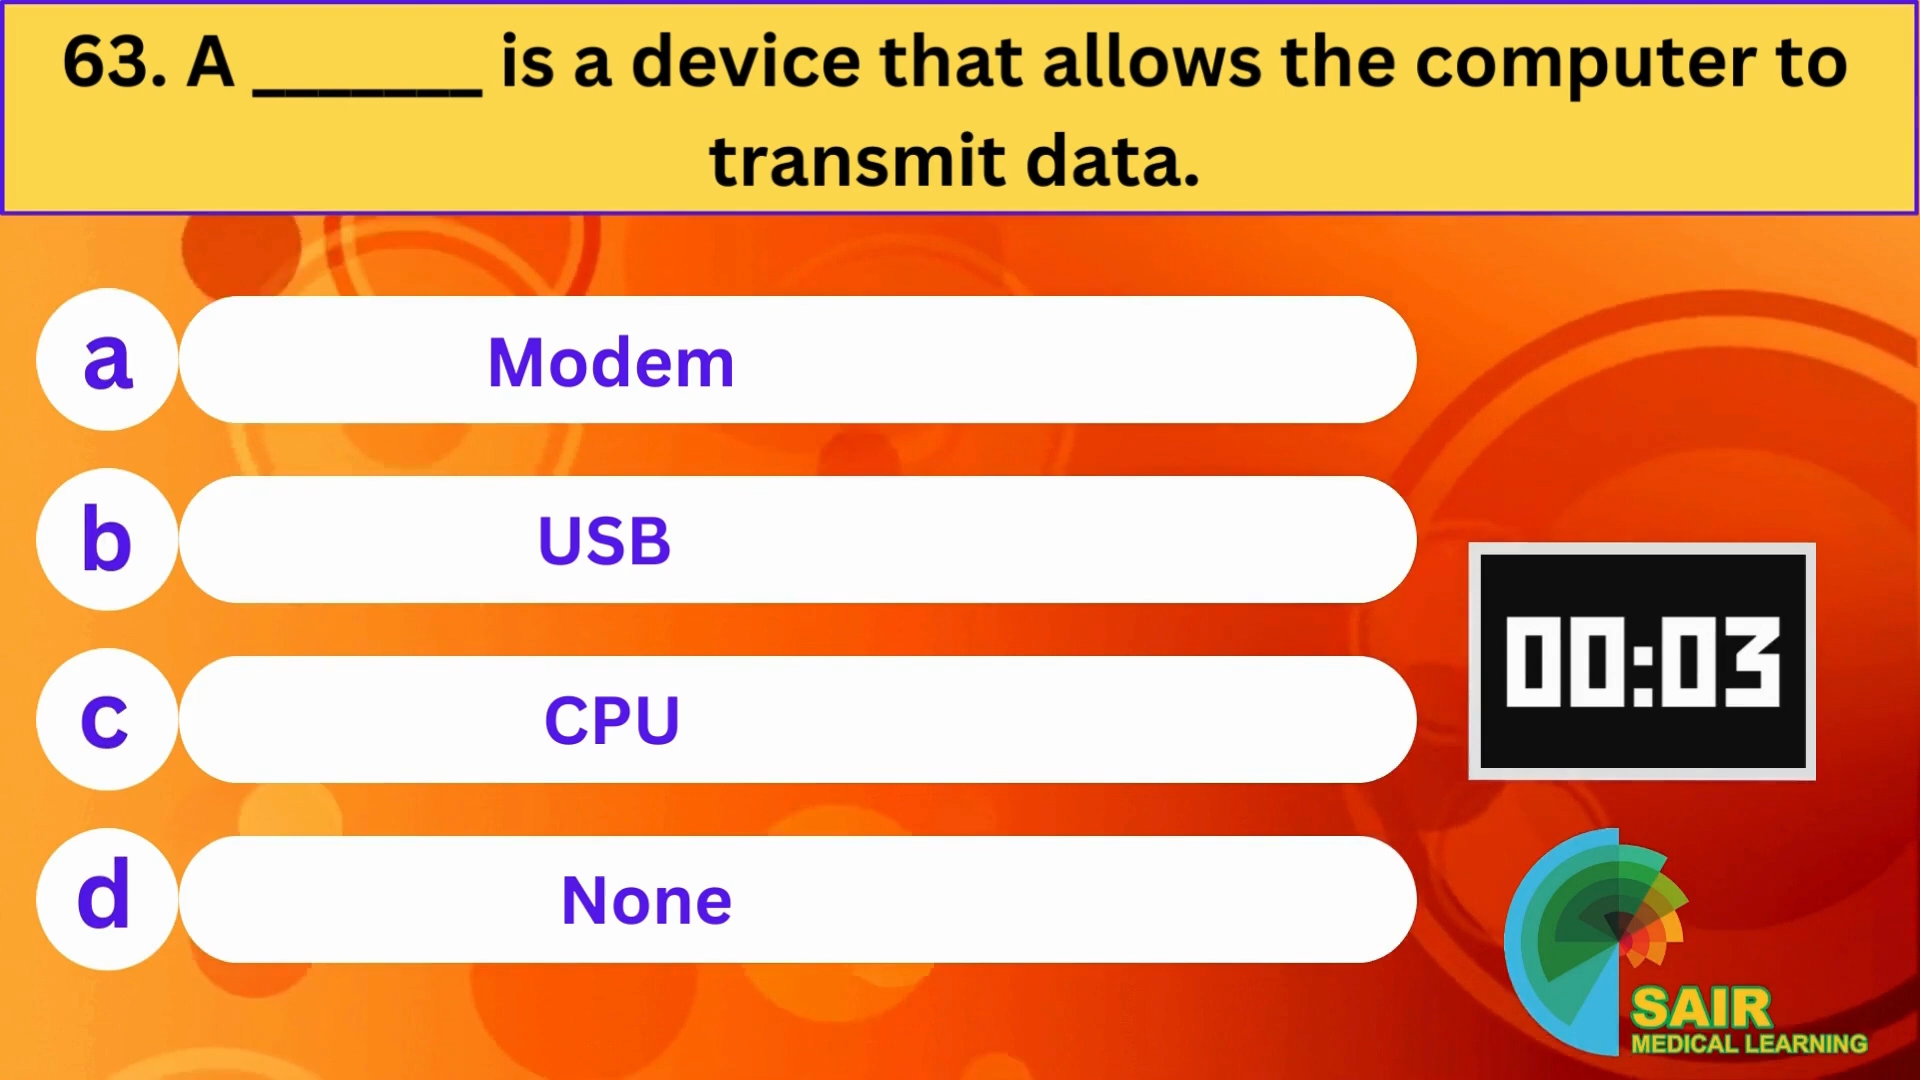 63. A _______ is a device that allows the computer to
transmit data.
a Modem
b USB
c CPU
00:03
d None
SAIR
MEDICAL LEARNING